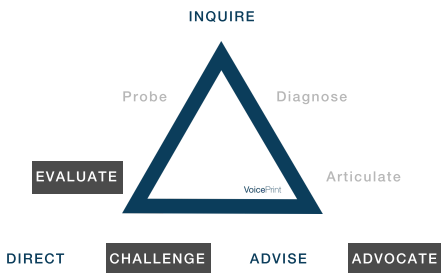 INQUIRE
Probe
Diagnose
EVALUATE
Articulate
VoicePrint
DIRECT
CHALLENGE
ADVISE
ADVOCATE